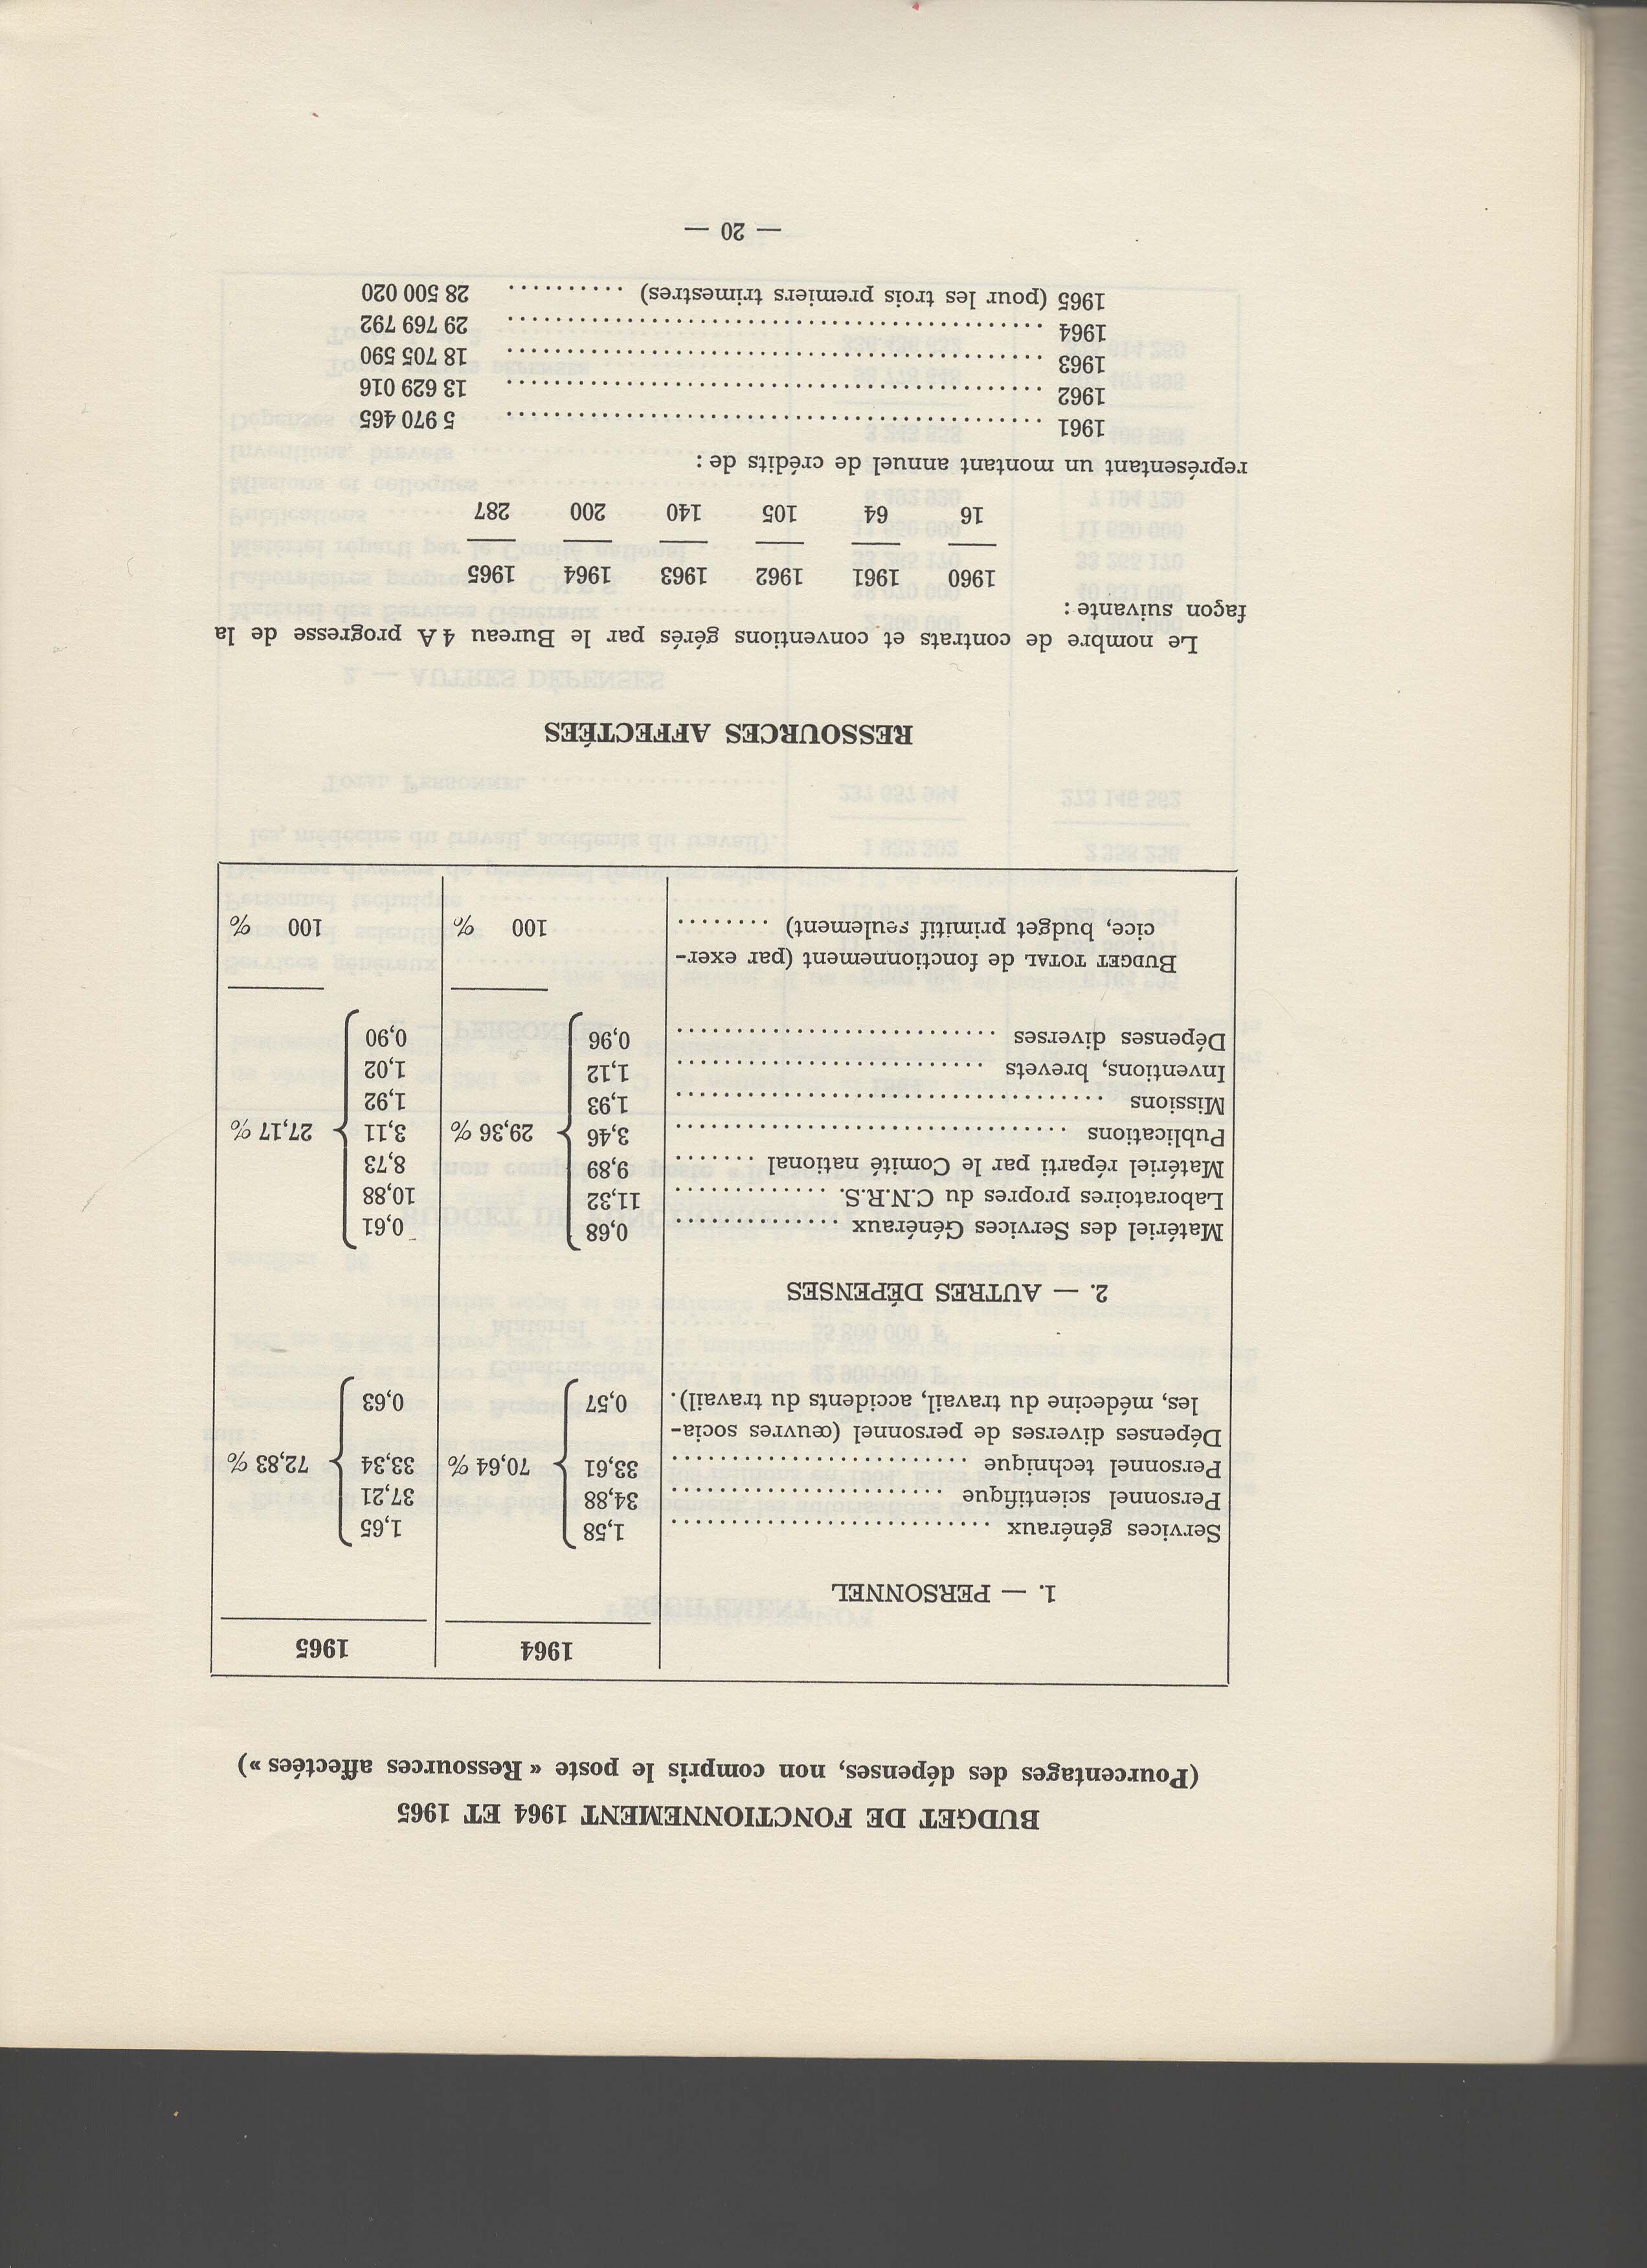 BUDGET DE FONCTIONNEMENT 1964 ET 1965
(Pourcentages des dépenses, non compris le poste « Ressources affectées »)
1964 1965
1. — PERSONNEL
Services généraux .......................... 1,58 1,65
Personnel scientifique ....................... 34,88 37,21
Personnel technique ......................... 33,61 70,64 % 33,34 72,83 %
Dépenses diverses de personnel (œuvres socia-
les, médecine du travail, accidents du travail). 0,57 0,63
2. — AUTRES DÉPENSES
Matériel des Services Généraux .............. 0,68 0,61
Laboratoires propres du C.N.R.S. ............. 11,32 10,88
Matériel réparti par le Comité national ....... 9,89 8,73
Publications ................................. 3,46 29,36 % 3,11 27,17 %
Missions .................................... 1,93 1,92
Inventions, brevets .......................... 1,12 1,02
Dépenses diverses ........................... 0,96 0,90
BUDGET TOTAL de fonctionnement (par exer-
cice, budget primitif seulement) ........ 100 % 100 %
RESSOURCES AFFECTÉES
Le nombre de contrats et conventions gérés par le Bureau 4 A progresse de la
façon suivante :
1960 1961 1962 1963 1964 1965
16 64 105 140 200 287
représentant un montant annuel de crédits de :
1961 ............................................. 5 970 465
1962 ............................................. 13 629 016
1963 ............................................. 18 705 590
1964 ............................................. 29 769 792
1965 (pour les trois premiers trimestres) .......... 28 500 020
— 20 —